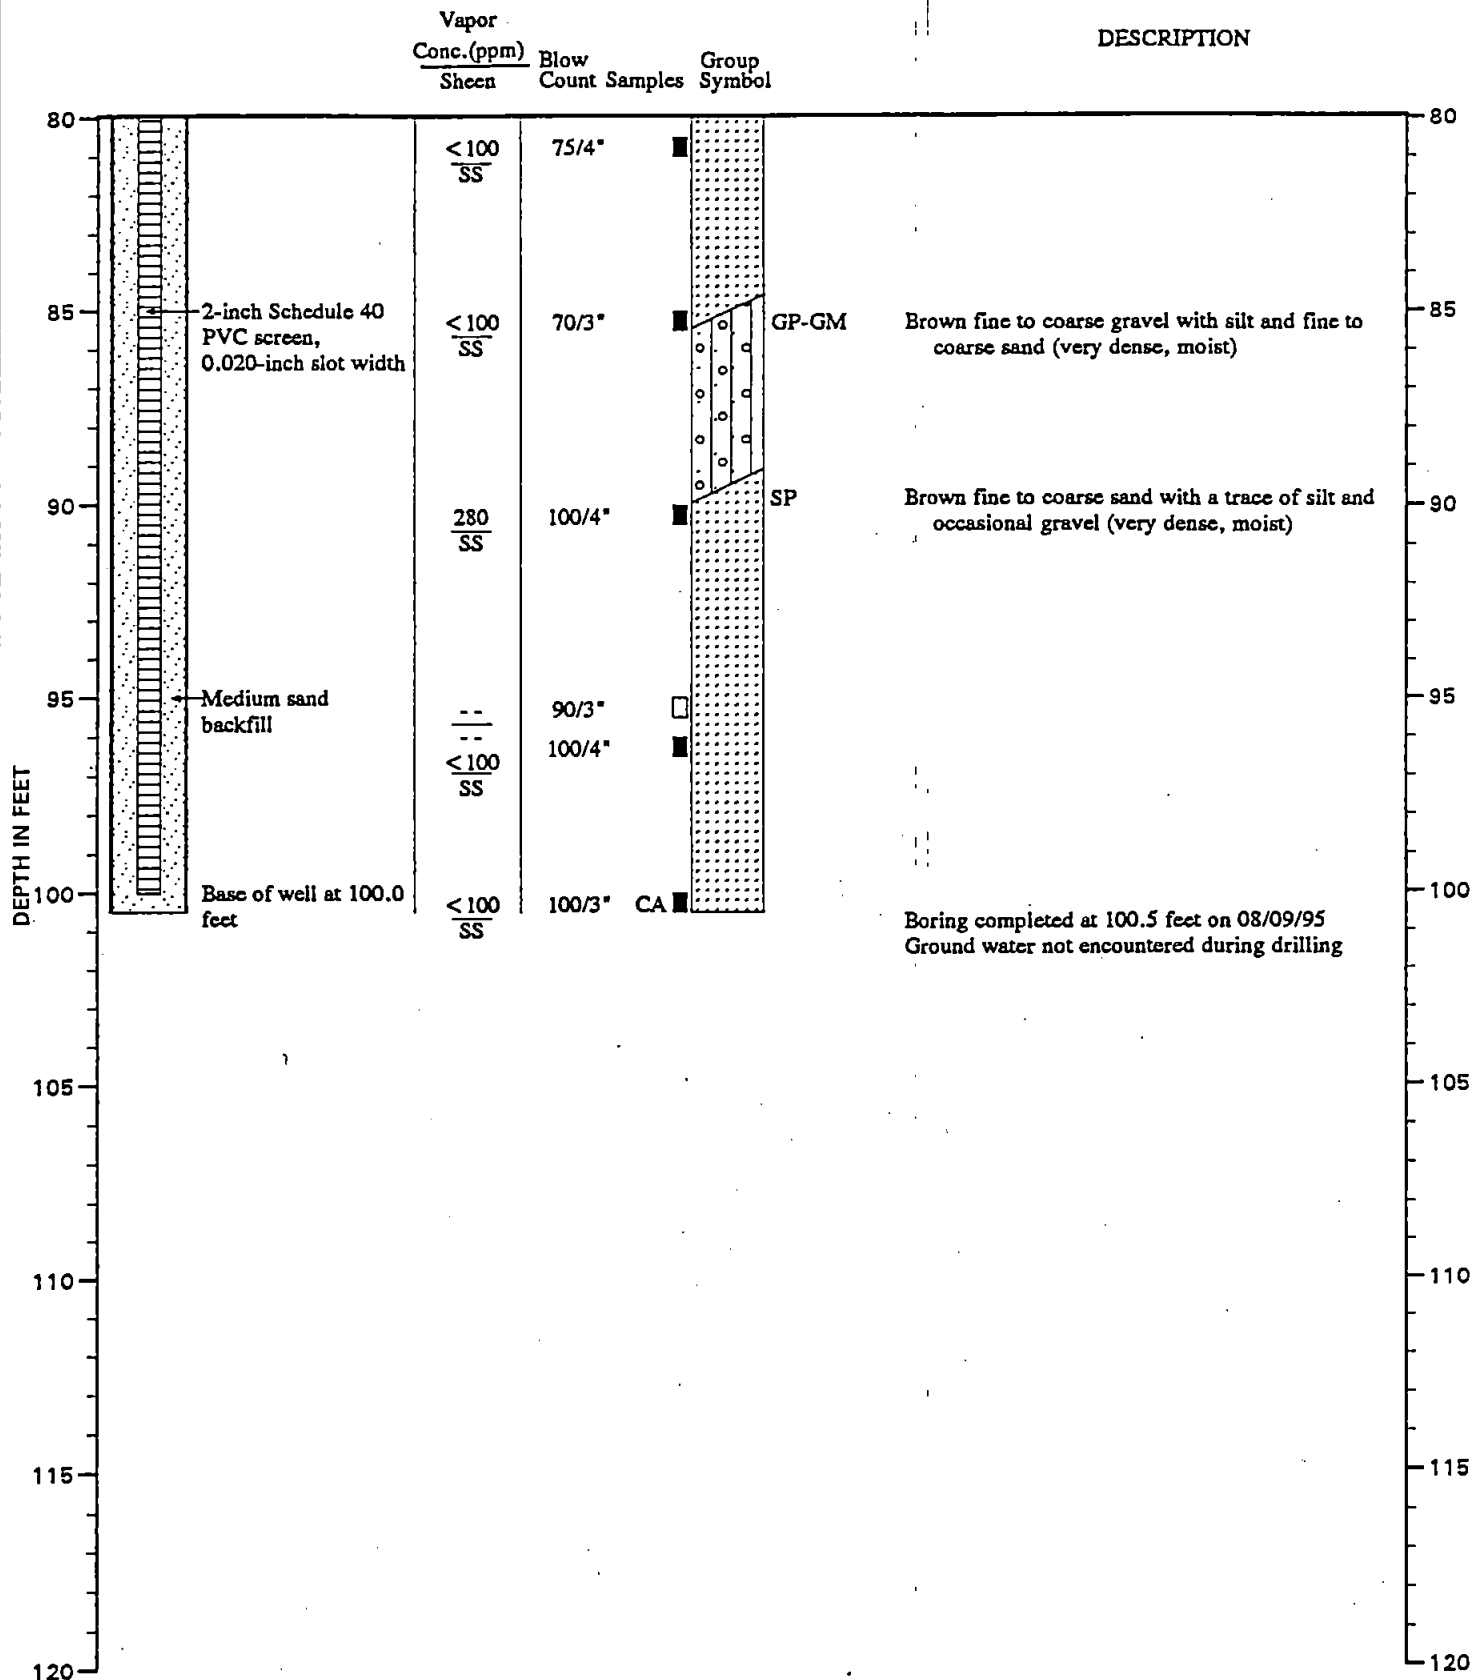 Vapor
Conc.(ppm)
Sheen
Blow
Count
Samples
Group
Symbol
DESCRIPTION
80
80
<100
SS
75/4"
85
2-inch Schedule 40
PVC screen,
0.020-inch slot width
<100
SS
70/3"
GP-GM
Brown fine to coarse gravel with silt and fine to
coarse sand (very dense, moist)
85
90
280
SS
100/4"
SP
Brown fine to coarse sand with a trace of silt and
occasional gravel (very dense, moist)
90
95
Medium sand
backfill
--
--
90/3"
95
<100
SS
100/4"
DEPTH IN FEET
100
Base of well at 100.0
feet
<100
SS
100/3"
CA
100
Boring completed at 100.5 feet on 08/09/95
Ground water not encountered during drilling
105
105
110
110
115
115
120
120